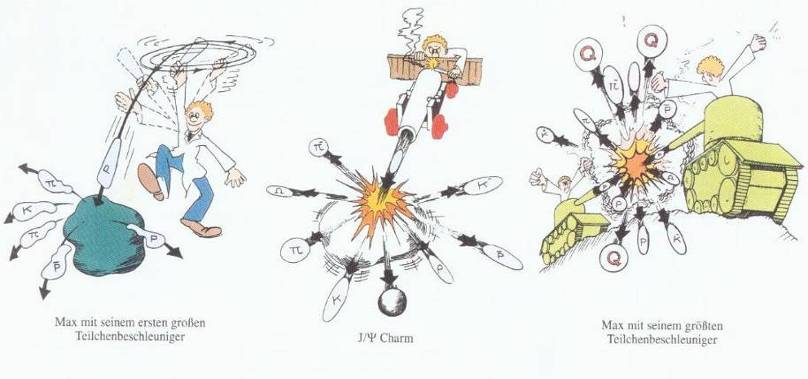 P
π
K
π
p̄
P
Max mit seinem ersten großen
Teilchenbeschleuniger
π
Ω
π
K
K
J/Ψ Charm
Q
Q
π
P
π
P
P
Q
Max mit seinem größten
Teilchenbeschleuniger